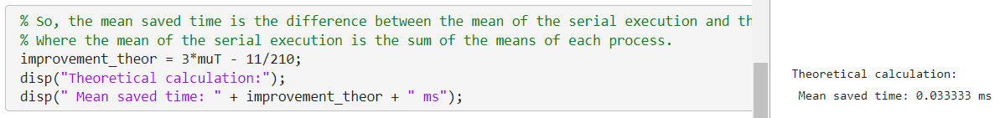 % So, the mean saved time is the difference between the mean of the serial execution and
% Where the mean of the serial execution is the sum of the means of each process.
improvement_theor = 3*muT - 11/210;
disp("Theoretical calculation:");
disp(" Mean saved time: " + improvement_theor + " ms");
Theoretical calculation:
Mean saved time: 0.033333 ms